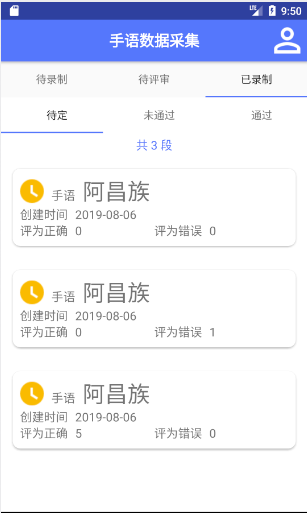 LTE 9:50
手语数据采集
待录制 待评审 已录制
待定 未通过 通过
共 3 段
手语 阿昌族
创建时间 2019-08-06
评为正确 0 评为错误 0
手语 阿昌族
创建时间 2019-08-06
评为正确 0 评为错误 1
手语 阿昌族
创建时间 2019-08-06
评为正确 5 评为错误 0